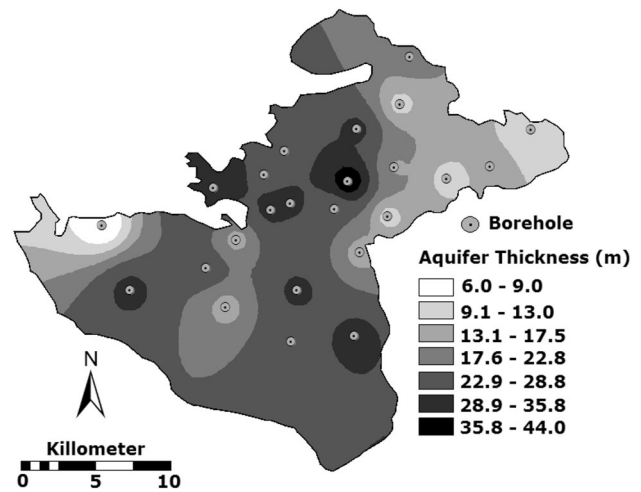 Borehole
Aquifer Thickness (m)
6.0 - 9.0
9.1 - 13.0
13.1 - 17.5
17.6 - 22.8
22.9 - 28.8
28.9 - 35.8
35.8 - 44.0
N
Killometer
0 5 10